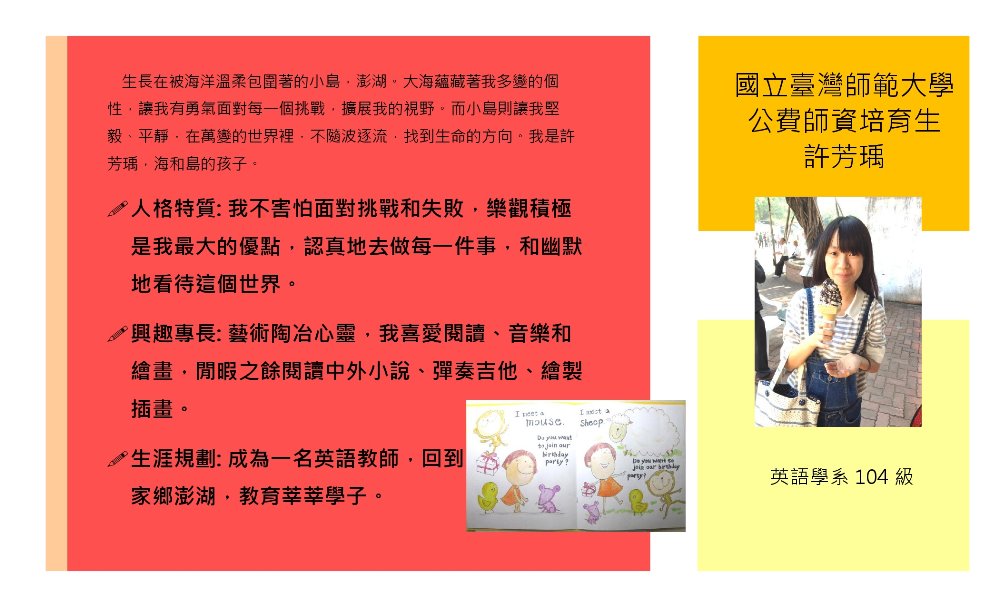 生長在被海洋溫柔包圍著的小島，澎湖。大海蘊藏著我多變的個
性，讓我有勇氣面對每一個挑戰，擴展我的視野。而小島則讓我堅
毅、平靜，在萬變的世界裡，不隨波逐流，找到生命的方向。我是許
芳瑀，海和島的孩子。
人格特質: 我不害怕面對挑戰和失敗，樂觀積極
是我最大的優點，認真地去做每一件事，和幽默
地看待這個世界。
興趣專長: 藝術陶冶心靈，我喜愛閱讀、音樂和
繪畫，閒暇之餘閱讀中外小說、彈奏吉他、繪製
插畫。
生涯規劃: 成為一名英語教師，回到
家鄉澎湖，教育莘莘學子。
I meet a
mouse.
Do you want
to join our
birthday
party?
I meet a
sheep.
Do you want to
join our birthday
party?
國立臺灣師範大學
公費師資培育生
許芳瑀
英語學系 104 級